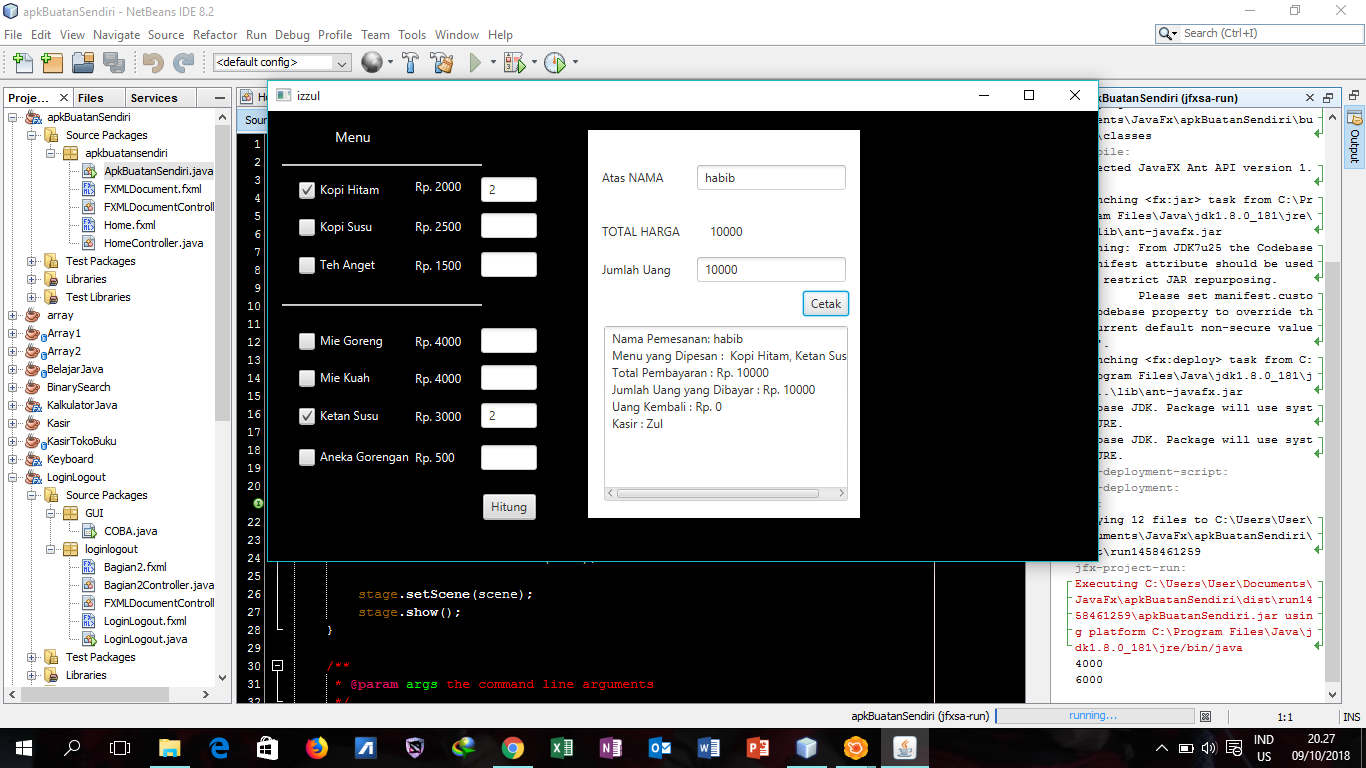 apkBuatanSendiri - NetBeans IDE 8.2
File Edit View Navigate Source Refactor Run Debug Profile Team Tools Window Help
Search (Ctrl+I)
<default config>
Proje... Files Services
apkBuatanSendiri
Source Packages
apkbuatansendiri
ApkBuatanSendiri.java
FXMLDocument.fxml
FXMLDocumentControll
Home.fxml
HomeController.java
Test Packages
Libraries
Test Libraries
array
Array1
Array2
BelajarJava
BinarySearch
KalkulatorJava
Kasir
KasirTokoBuku
Keyboard
LoginLogout
Source Packages
GUI
COBA.java
loginlogout
Bagian2.fxml
Bagian2Controller.java
FXMLDocumentControll
LoginLogout.fxml
LoginLogout.java
Test Packages
Libraries
Sour
1
2
3
4
5
6
7
8
9
10
11
12
13
14
15
16
17
18
19
20
22
23
24
25
26 stage.setScene(scene);
27 stage.show();
28 }
29
30 /**
31 * @param args the command line arguments
32 */
izzul
Menu
Kopi Hitam Rp. 2000 2
Kopi Susu Rp. 2500
Teh Anget Rp. 1500
Mie Goreng Rp. 4000
Mie Kuah Rp. 4000
Ketan Susu Rp. 3000 2
Aneka Gorengan Rp. 500
Hitung
Atas NAMA habib
TOTAL HARGA 10000
Jumlah Uang 10000
Cetak
Nama Pemesanan: habib
Menu yang Dipesan : Kopi Hitam, Ketan Sus
Total Pembayaran : Rp. 10000
Jumlah Uang yang Dibayar : Rp. 10000
Uang Kembali : Rp. 0
Kasir : Zul
kBuatanSendiri (jfxsa-run)
Output
ents\JavaFx\apkBuatanSendiri\bu
\classes
pile:
ected JavaFX Ant API version 1.
nching <fx:jar> task from C:\Pr
am Files\Java\jdk1.8.0_181\jre\
lib\ant-javafx.jar
ning: From JDK7u25 the Codebase
nifest attribute should be used
restrict JAR repurposing.
Please set manifest.custo
odebase property to override th
urrent default non-secure value
'.
nching <fx:deploy> task from C:
ogram Files\Java\jdk1.8.0_181\j
..\lib\ant-javafx.jar
base JDK. Package will use syst
JRE.
base JDK. Package will use syst
JRE.
-deployment-script:
-deployment:
:
ying 12 files to C:\Users\User\
uments\JavaFx\apkBuatanSendiri\
t\run1458461259
jfx-project-run:
Executing C:\Users\User\Documents\
JavaFx\apkBuatanSendiri\dist\run14
58461259\apkBuatanSendiri.jar usin
g platform C:\Program Files\Java\j
dk1.8.0_181\jre/bin/java
4000
6000
apkBuatanSendiri (jfxsa-run) running... 1:1 INS
IND
US
20.27
09/10/2018